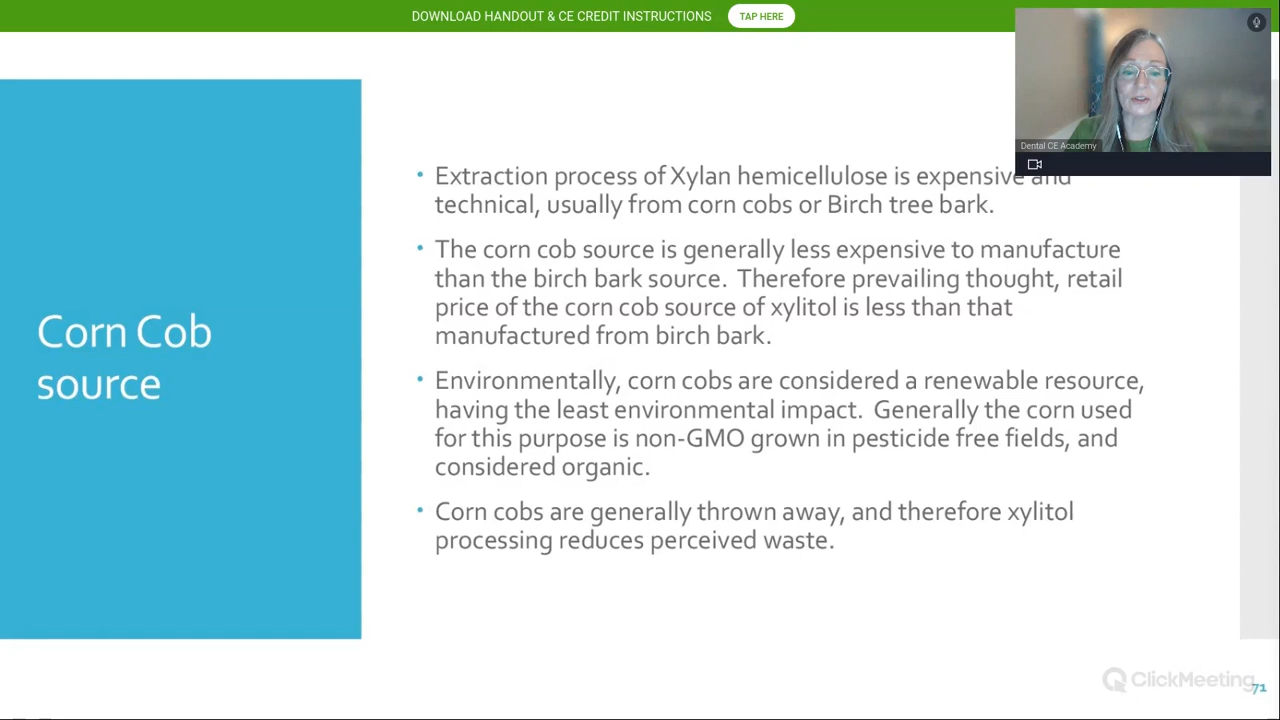 DOWNLOAD HANDOUT & CE CREDIT INSTRUCTIONS TAP HERE
Dental CE Academy
Corn Cob
source
• Extraction process of Xylan hemicellulose is expensive and
technical, usually from corn cobs or Birch tree bark.
• The corn cob source is generally less expensive to manufacture
than the birch bark source. Therefore prevailing thought, retail
price of the corn cob source of xylitol is less than that
manufactured from birch bark.
• Environmentally, corn cobs are considered a renewable resource,
having the least environmental impact. Generally the corn used
for this purpose is non-GMO grown in pesticide free fields, and
considered organic.
• Corn cobs are generally thrown away, and therefore xylitol
processing reduces perceived waste.
ClickMeeting
71